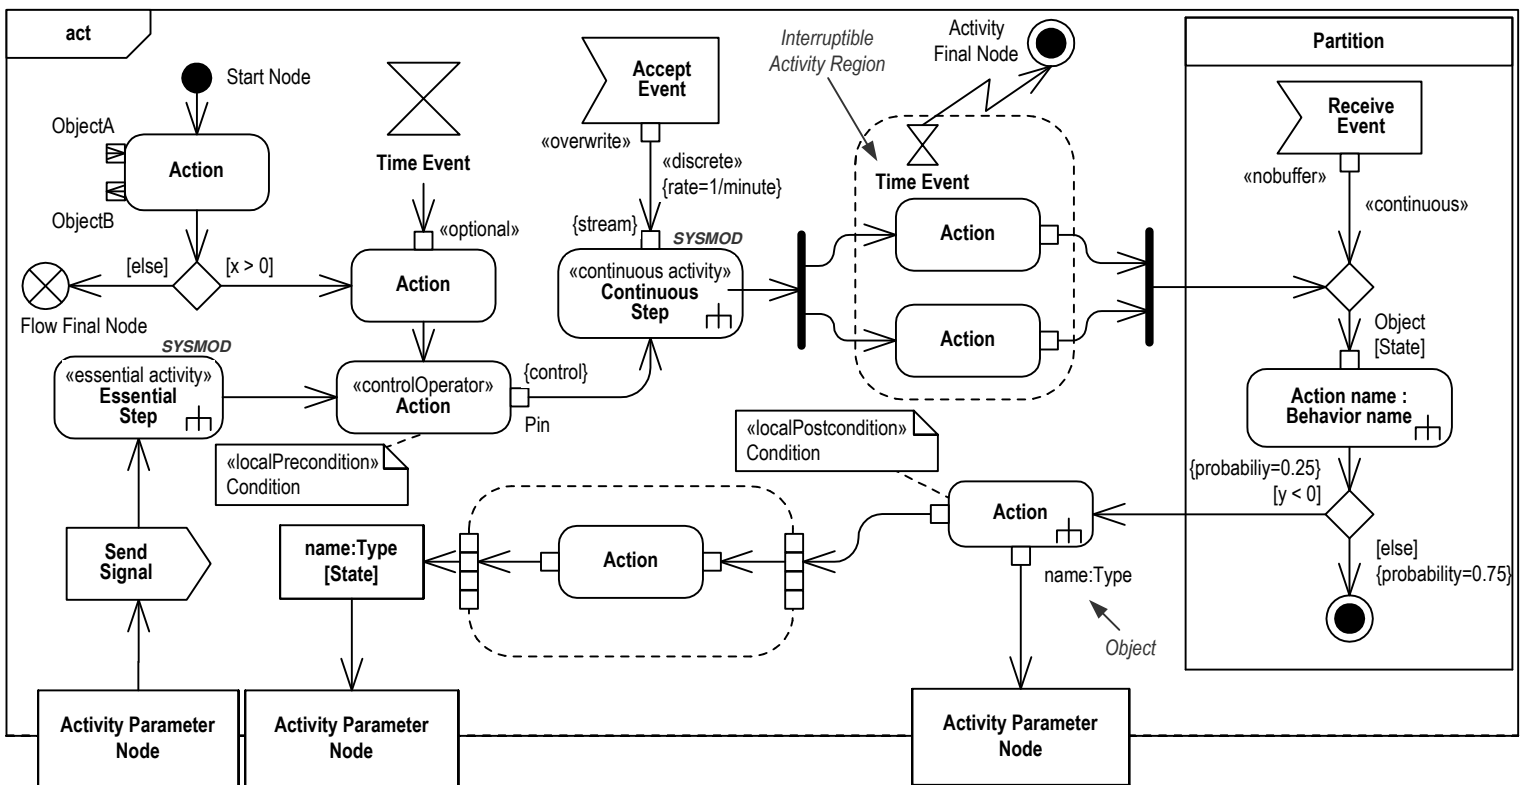 act
Start Node
ObjectA
Action
ObjectB
[else]
[x > 0]
Flow Final Node
Time Event
«optional»
Action
SYSMOD
«essential activity»
Essential
Step
«controlOperator»
Action
{control}
Pin
«localPrecondition»
Condition
Send
Signal
Accept
Event
«overwrite»
«discrete»
{rate=1/minute}
{stream}
SYSMOD
«continuous activity»
Continuous
Step
Interruptible
Activity Region
Activity
Final Node
Time Event
Action
Action
Partition
Receive
Event
«nobuffer»
«continuous»
Object
[State]
Action name :
Behavior name
{probabiliy=0.25}
[y < 0]
[else]
{probability=0.75}
«localPostcondition»
Condition
Action
name:Type
Object
Action
name:Type
[State]
Activity Parameter
Node
Activity Parameter
Node
Activity Parameter
Node